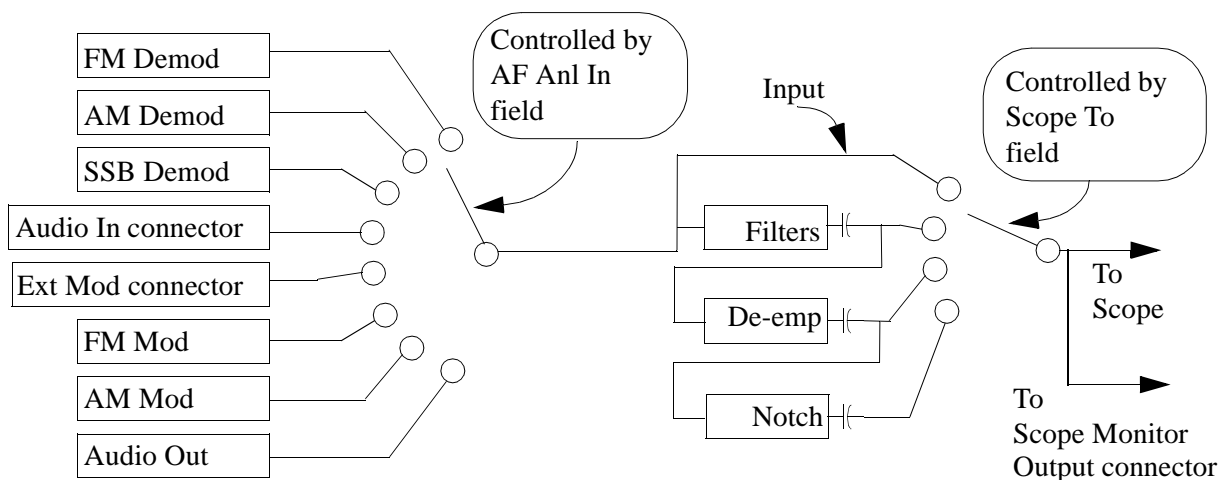 FM Demod
AM Demod
SSB Demod
Audio In connector
Ext Mod connector
FM Mod
AM Mod
Audio Out
Controlled by
AF Anl In
field
Input
Filters
De-emp
Notch
Controlled by
Scope To
field
To
Scope
To
Scope Monitor
Output connector